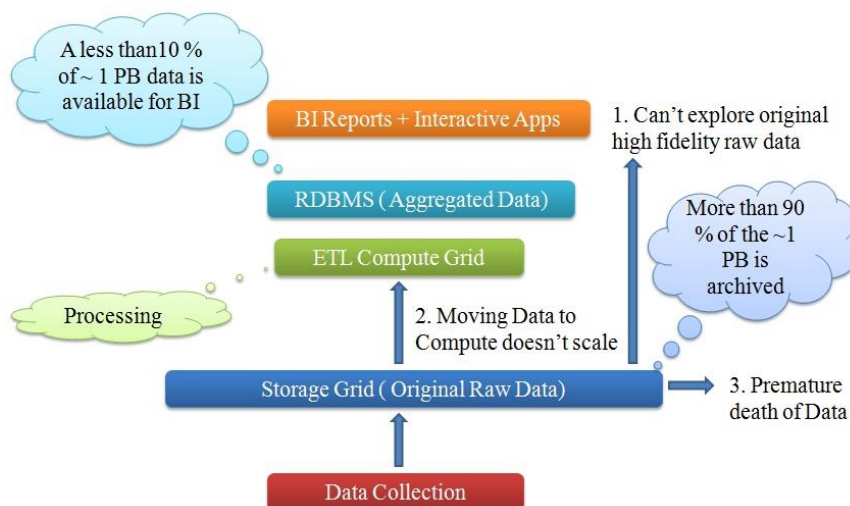 A less than10 %
of ~ 1 PB data is
available for BI
BI Reports + Interactive Apps
1. Can’t explore original
high fidelity raw data
RDBMS ( Aggregated Data)
More than 90
% of the ~1
PB is
archived
ETL Compute Grid
Processing
2. Moving Data to
Compute doesn’t scale
Storage Grid ( Original Raw Data)
3. Premature
death of Data
Data Collection